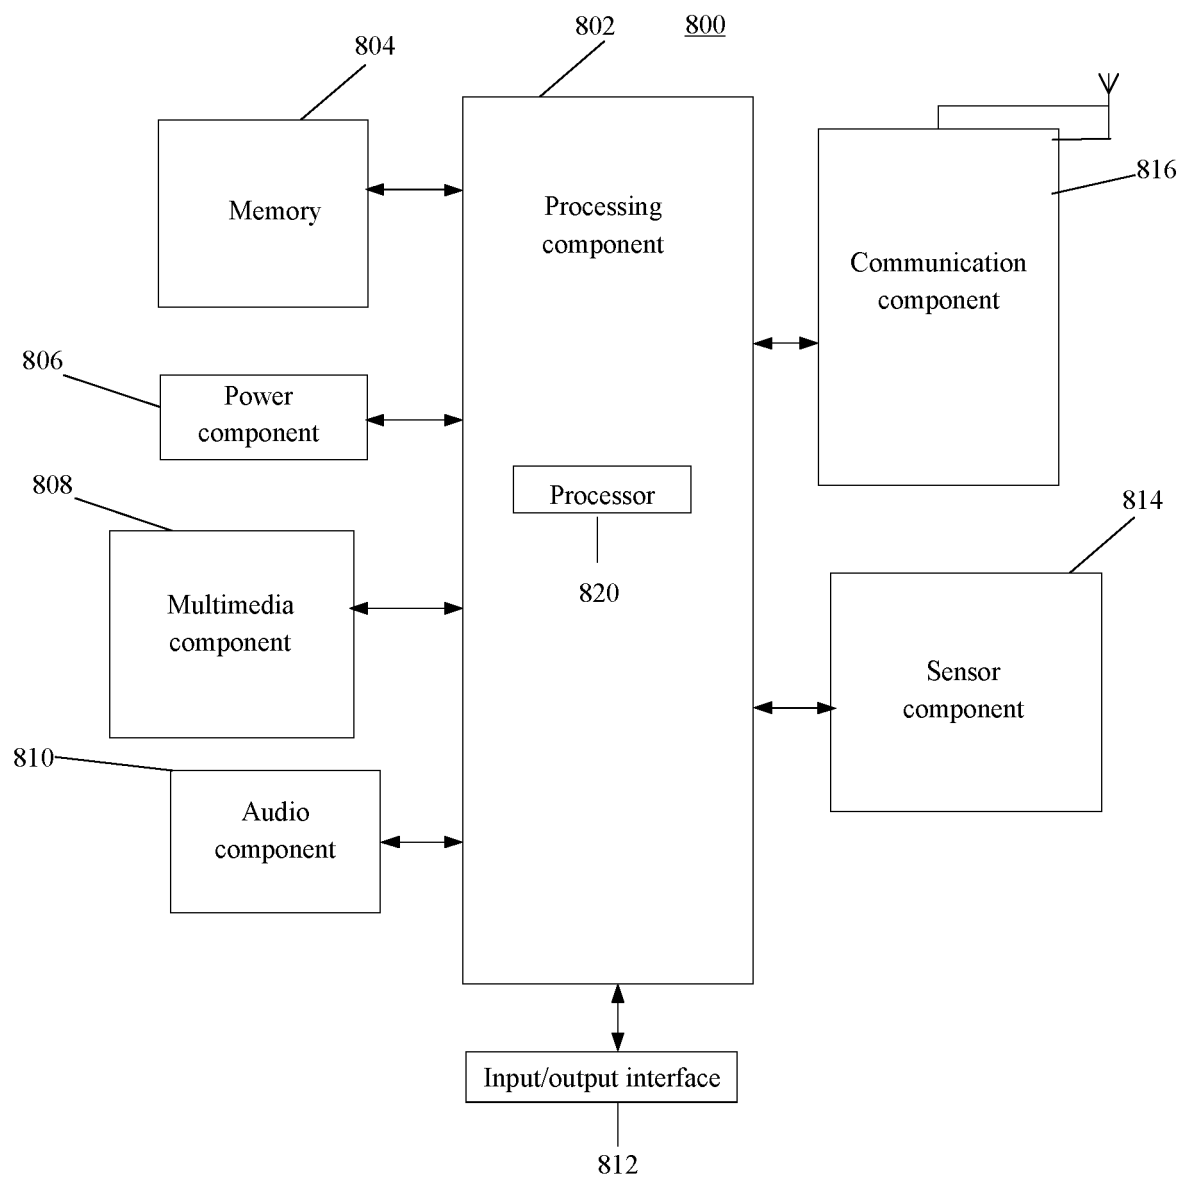 800
802
804
Memory
Processing
component
816
Communication
component
806
Power
component
808
Processor
820
814
Multimedia
component
Sensor
component
810
Audio
component
Input/output interface
812